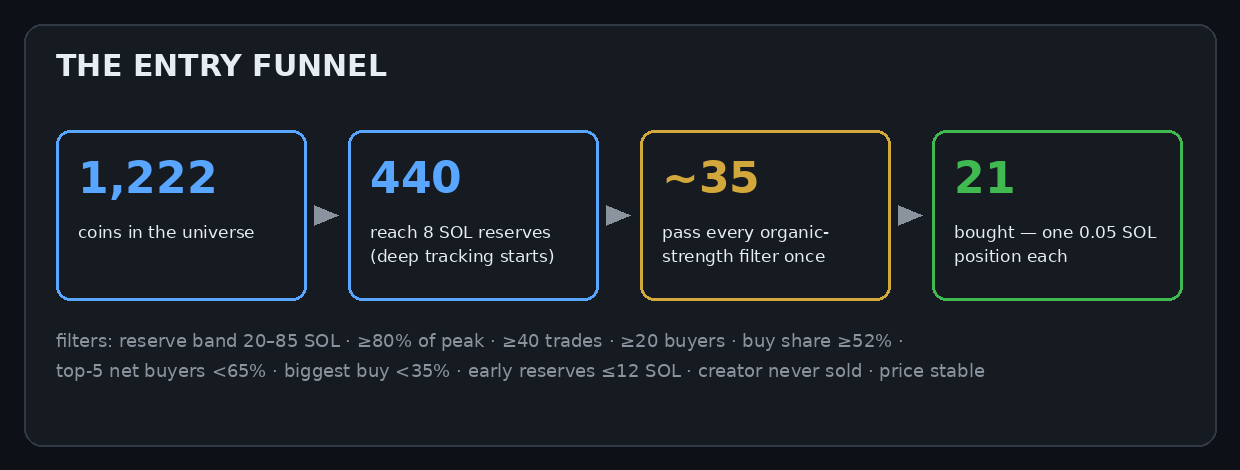 THE ENTRY FUNNEL
1,222
coins in the universe
440
reach 8 SOL reserves
(deep tracking starts)
~35
pass every organic-
strength filter once
21
bought — one 0.05 SOL
position each
filters: reserve band 20–85 SOL · ≥80% of peak · ≥40 trades · ≥20 buyers · buy share ≥52% ·
top-5 net buyers <65% · biggest buy <35% · early reserves ≤12 SOL · creator never sold · price stable